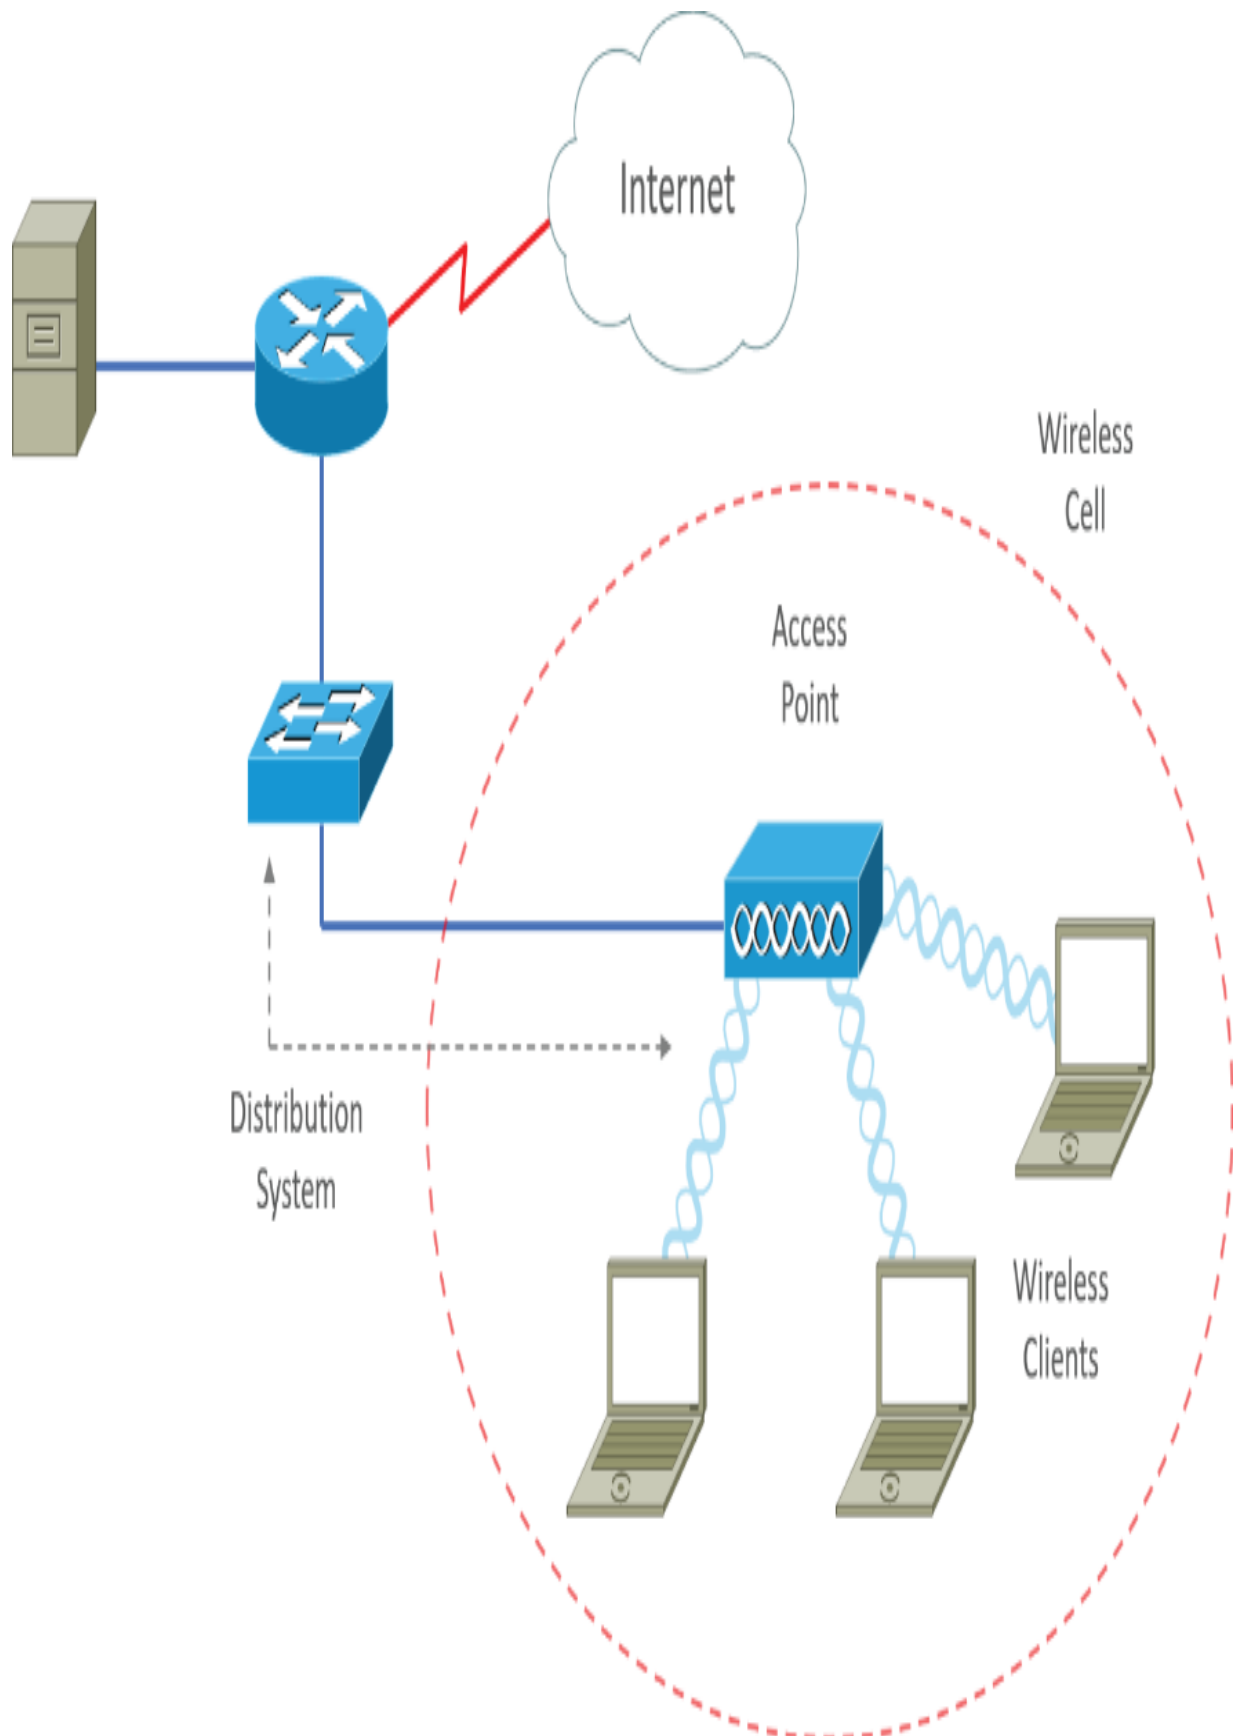 Internet
Wireless
Cell
Access
Point
Distribution
System
Wireless
Clients